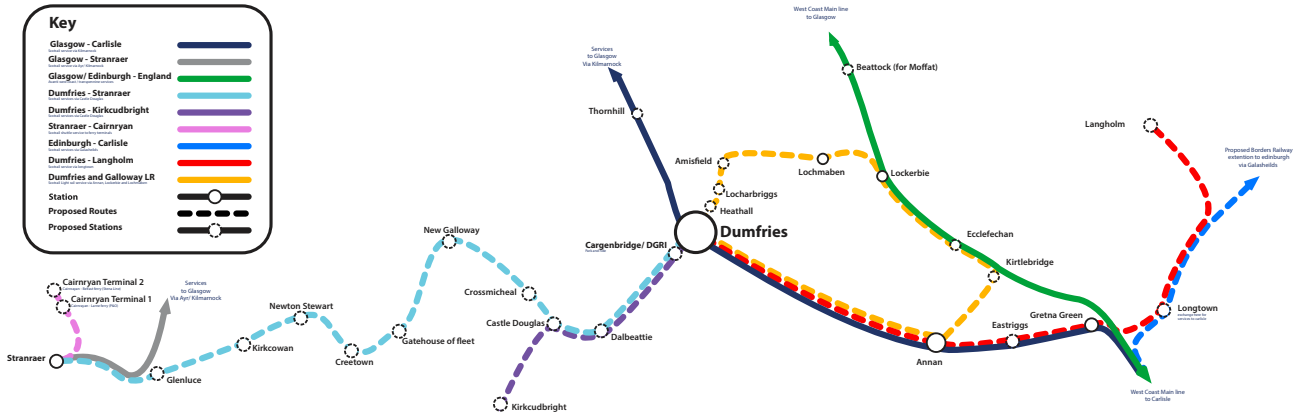 Key
Glasgow - Carlisle
Glasgow - Stranraer
Glasgow/ Edinburgh - England
Dumfries - Stranraer
Dumfries - Kirkcudbright
Stranraer - Cairnryan
Edinburgh - Carlisle
Dumfries - Langholm
Dumfries and Galloway LR
Station
Proposed Routes
Proposed Stations
West Coast Main line
to Glasgow
Services
to Glasgow
Via Kilmarnock
Beattock (for Moffat)
Thornhill
Langholm
Amisfield
Lochmaben
Lockerbie
Proposed Borders Railway
extention to edinburgh
via Galasheilds
Locharbriggs
Heathall
Dumfries
New Galloway
Cargenbridge/ DGRI
Ecclefechan
Kirtlebridge
Cairnryan Terminal 2
Cairnryan Terminal 1
Services
to Glasgow
Via Ayr/ Kilmarnock
Crossmicheal
Newton Stewart
Castle Douglas
Dalbeattie
Gatehouse of fleet
Kirkcowan
Creetown
Stranraer
Glenluce
Kirkcudbright
Gretna Green
Longtown
Eastriggs
Annan
West Coast Main line
to Carlisle